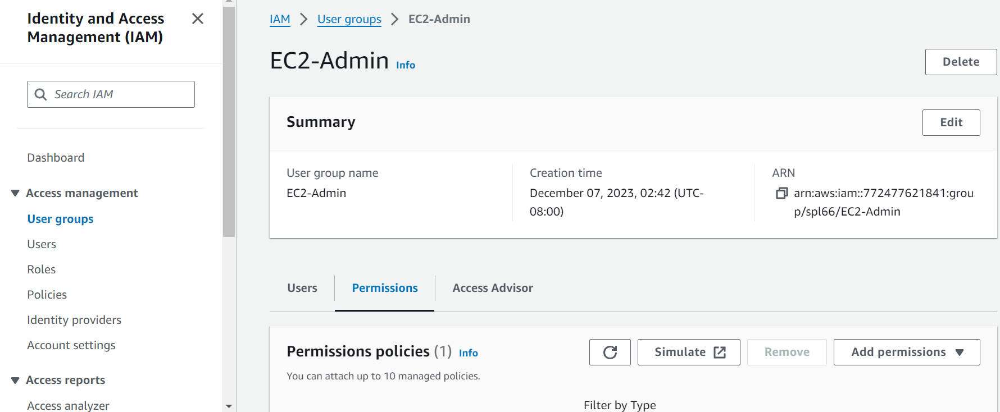 Identity and Access
Management (IAM)
Search IAM
Dashboard
Access management
User groups
Users
Roles
Policies
Identity providers
Account settings
Access reports
Access analyzer
IAM > User groups > EC2-Admin
EC2-Admin Info
Delete
Summary
Edit
User group name
EC2-Admin
Creation time
December 07, 2023, 02:42 (UTC-
08:00)
ARN
arn:aws:iam::772477621841:grou
p/spl66/EC2-Admin
Users
Permissions
Access Advisor
Permissions policies (1) Info
You can attach up to 10 managed policies.
Simulate
Remove
Add permissions
Filter by Type